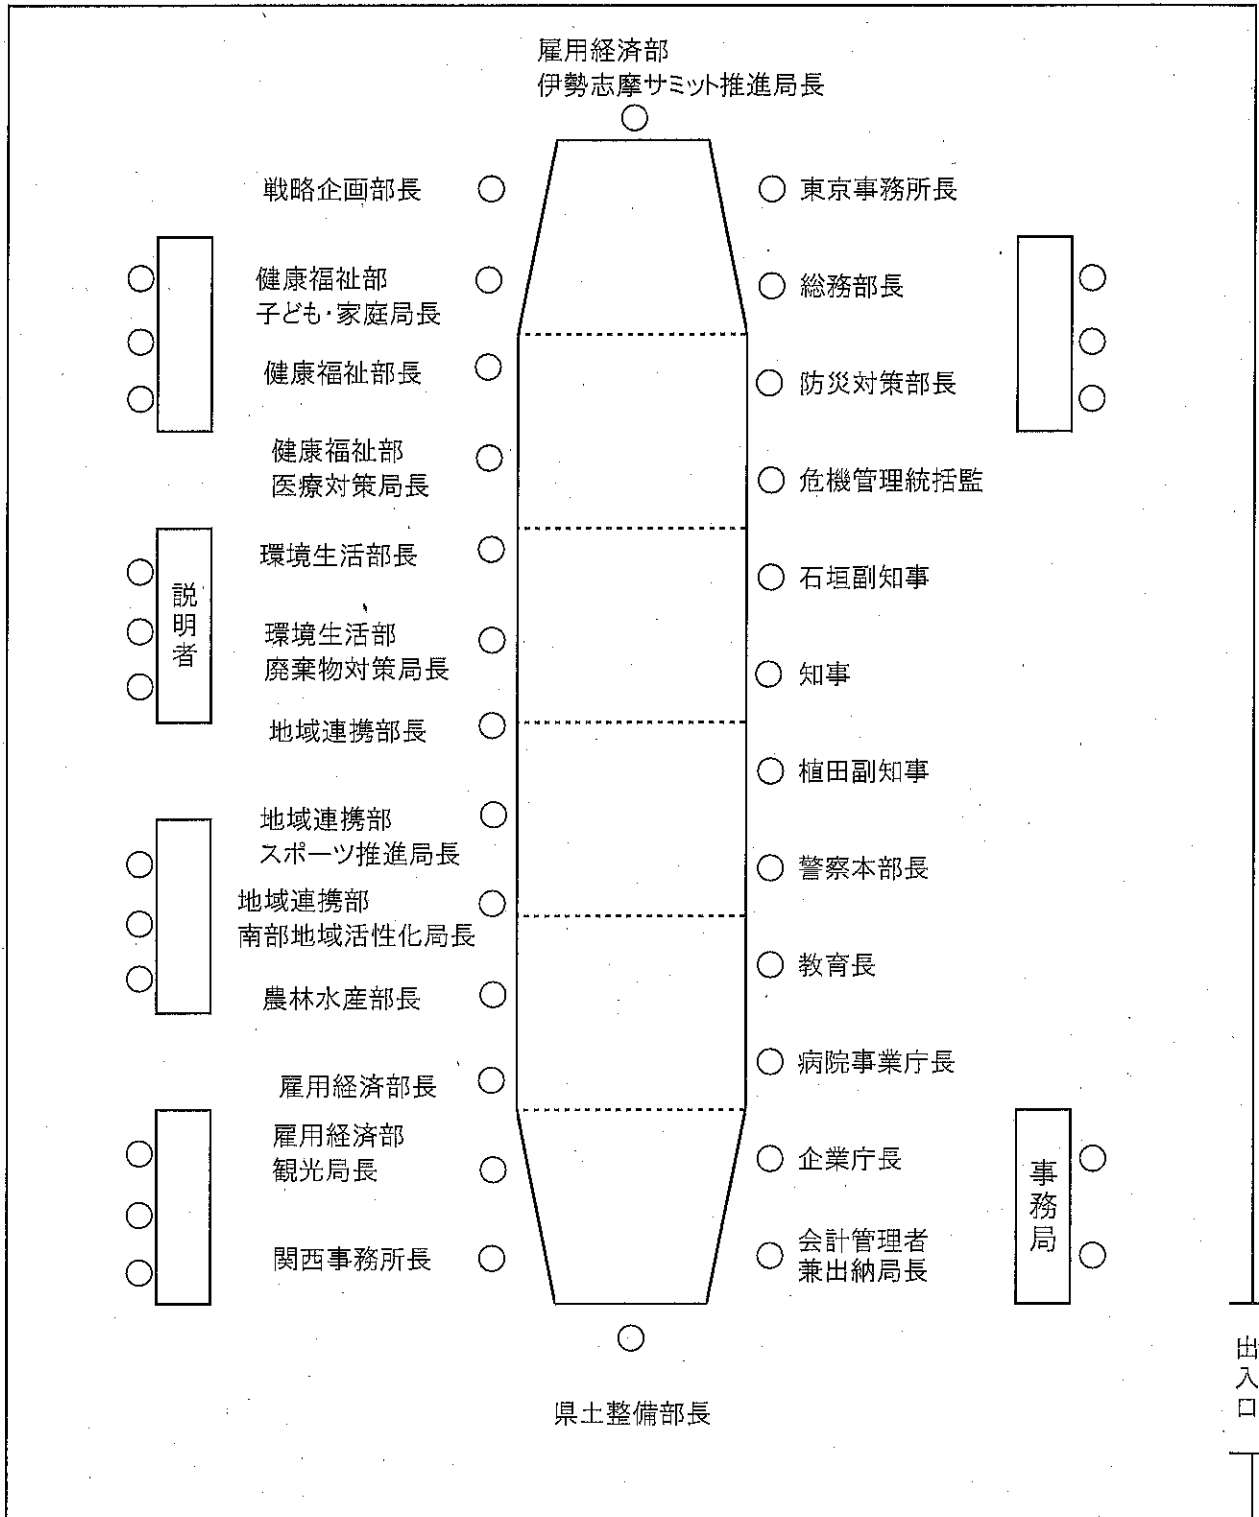 雇用経済部
伊勢志摩サミット推進局長
戦略企画部長
東京事務所長
健康福祉部
子ども・家庭局長
総務部長
健康福祉部長
防災対策部長
健康福祉部
医療対策局長
危機管理統括監
環境生活部長
石垣副知事
説明者
環境生活部
廃棄物対策局長
知事
地域連携部長
植田副知事
地域連携部
スポーツ推進局長
警察本部長
地域連携部
南部地域活性化局長
教育長
農林水産部長
病院事業庁長
雇用経済部長
雇用経済部
観光局長
企業庁長
事務局
関西事務所長
会計管理者
兼出納局長
出入口
県土整備部長